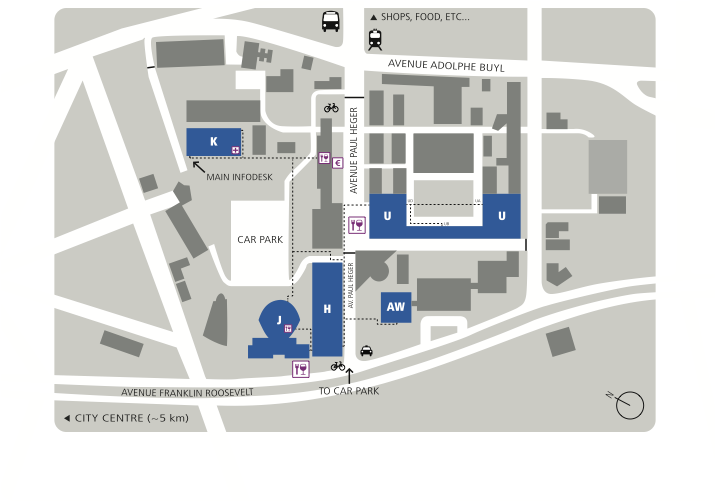 ▲ SHOPS, FOOD, ETC...
AVENUE ADOLPHE BUYL
AVENUE PAUL HEGER
K
€
MAIN INFODESK
U
U
CAR PARK
AV. PAUL HEGER
J
H
AW
AVENUE FRANKLIN ROOSEVELT
TO CAR PARK
◄ CITY CENTRE (~5 km)
N